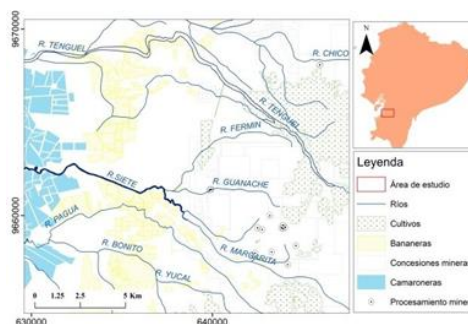 9670000
9660000
630000
640000
R. TENGUEL
R. CHICO
R. TENGUEL
R. FERMIN
R. SIETE
R. GUANACHE
R. PAGUA
R. BONITO
R. MARGARITA
R. YUCAL
0 1.25 2.5 5 Km
N
Leyenda
Área de estudio
Ríos
Cultivos
Bananeras
Concesiones minera
Camaroneras
Procesamiento miner